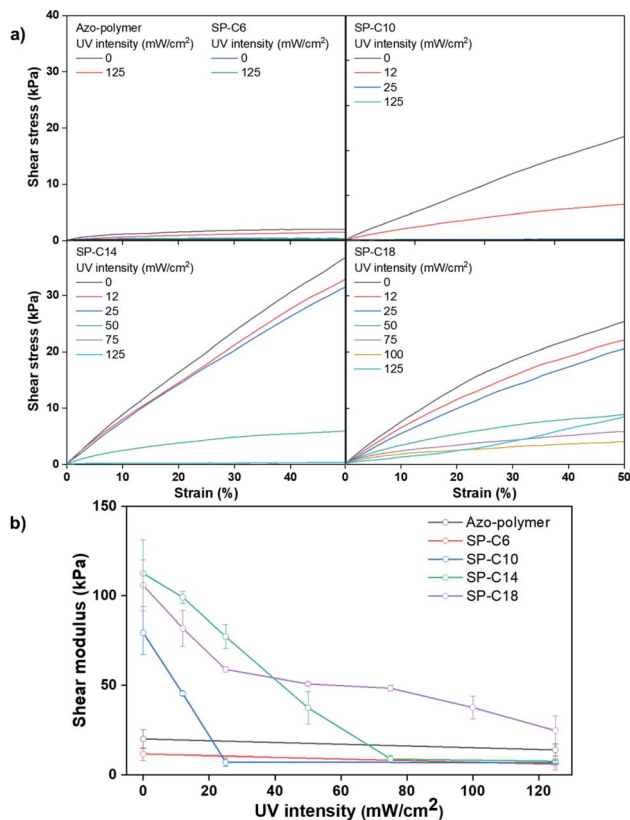 a)
Shear stress (kPa)
40
30
20
10
0
Azo-polymer
UV intensity (mW/cm²)
0
125
SP-C6
UV intensity (mW/cm²)
0
125
SP-C10
UV intensity (mW/cm²)
0
12
25
125
Shear stress (kPa)
30
20
10
0
SP-C14
UV intensity (mW/cm²)
0
12
25
50
75
125
SP-C18
UV intensity (mW/cm²)
0
12
25
50
75
100
125
0 10 20 30 40 0 10 20 30 40 50
Strain (%) Strain (%)
b)
Shear modulus (kPa)
150
100
50
0
Azo-polymer
SP-C6
SP-C10
SP-C14
SP-C18
0 20 40 60 80 100 120
UV intensity (mW/cm²)